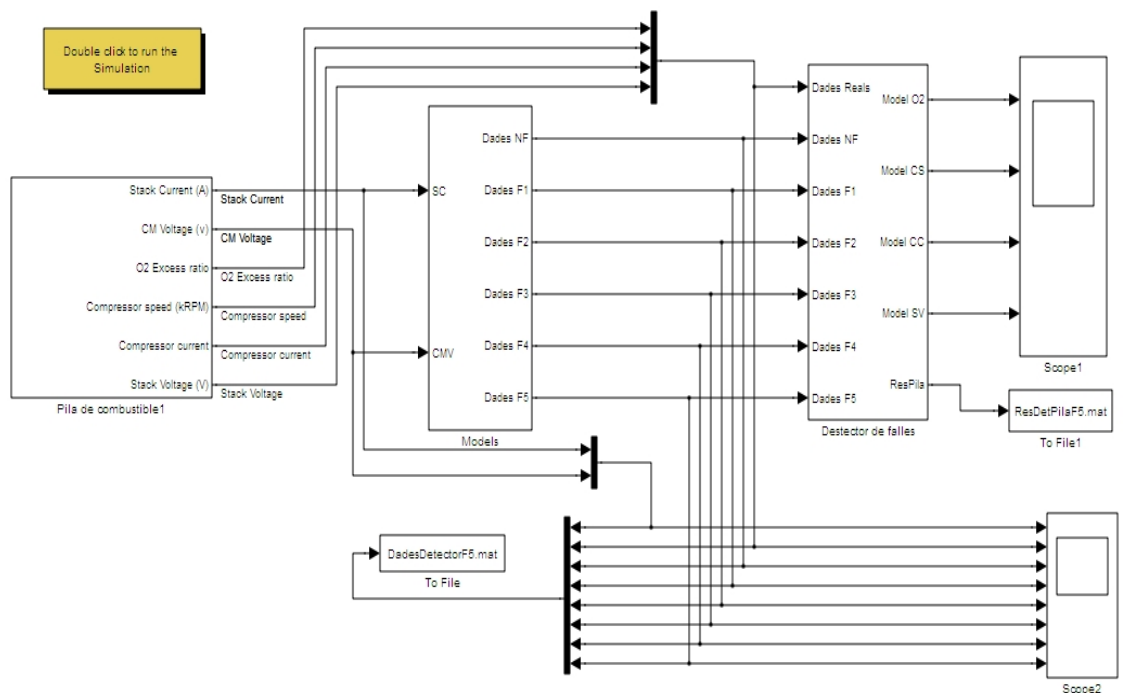 Double click to run the
Simulation
Stack Current (A)
CM Voltage (v)
O2 Excess ratio
Compressor speed (kRPM)
Compressor current
Stack Voltage (V)
Pila de combustible1
Stack Current
CM Voltage
O2 Excess ratio
Compressor speed
Compressor current
Stack Voltage
SC
CMV
Dades NF
Dades F1
Dades F2
Dades F3
Dades F4
Dades F5
Models
Dades Reals
Dades NF
Dades F1
Dades F2
Dades F3
Dades F4
Dades F5
Model O2
Model CS
Model CC
Model SV
ResPila
Destector de falles
Scope1
ResDetPilaF5.mat
To File1
DadesDetectorF5.mat
To File
Scope2